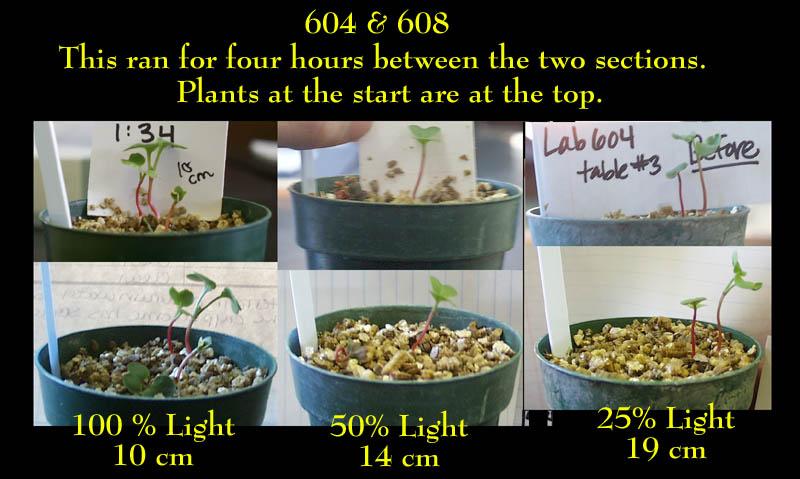 604 & 608
This ran for four hours between the two sections.
Plants at the start are at the top.
1:34
10
cm
Lab 604
table #3
Before
100 % Light
10 cm
50% Light
14 cm
25% Light
19 cm